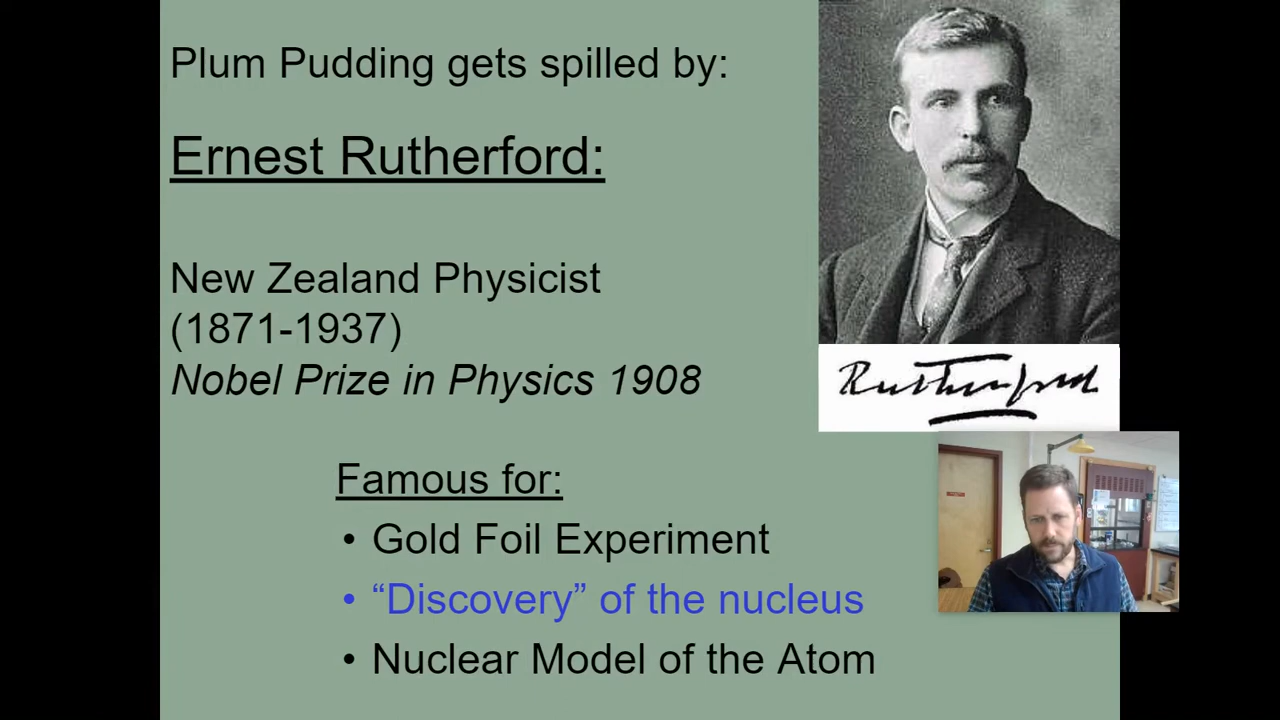 Plum Pudding gets spilled by:
Ernest Rutherford:
New Zealand Physicist
(1871-1937)
Nobel Prize in Physics 1908
Rutherford
Famous for:
• Gold Foil Experiment
• “Discovery” of the nucleus
• Nuclear Model of the Atom